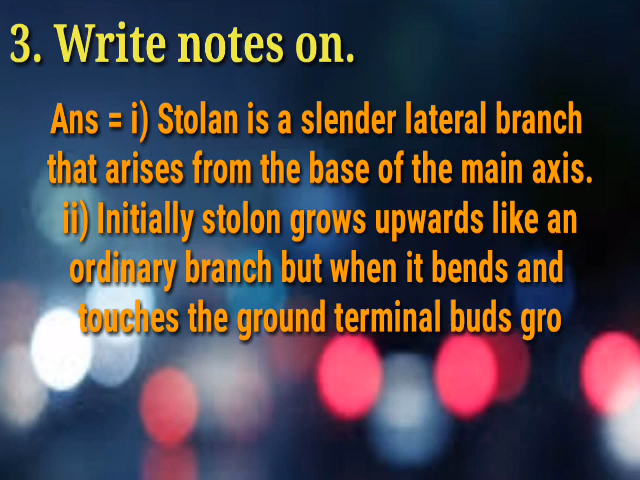 3. Write notes on.
Ans = i) Stolan is a slender lateral branch
that arises from the base of the main axis.
ii) Initially stolon grows upwards like an
ordinary branch but when it bends and
touches the ground terminal buds gro